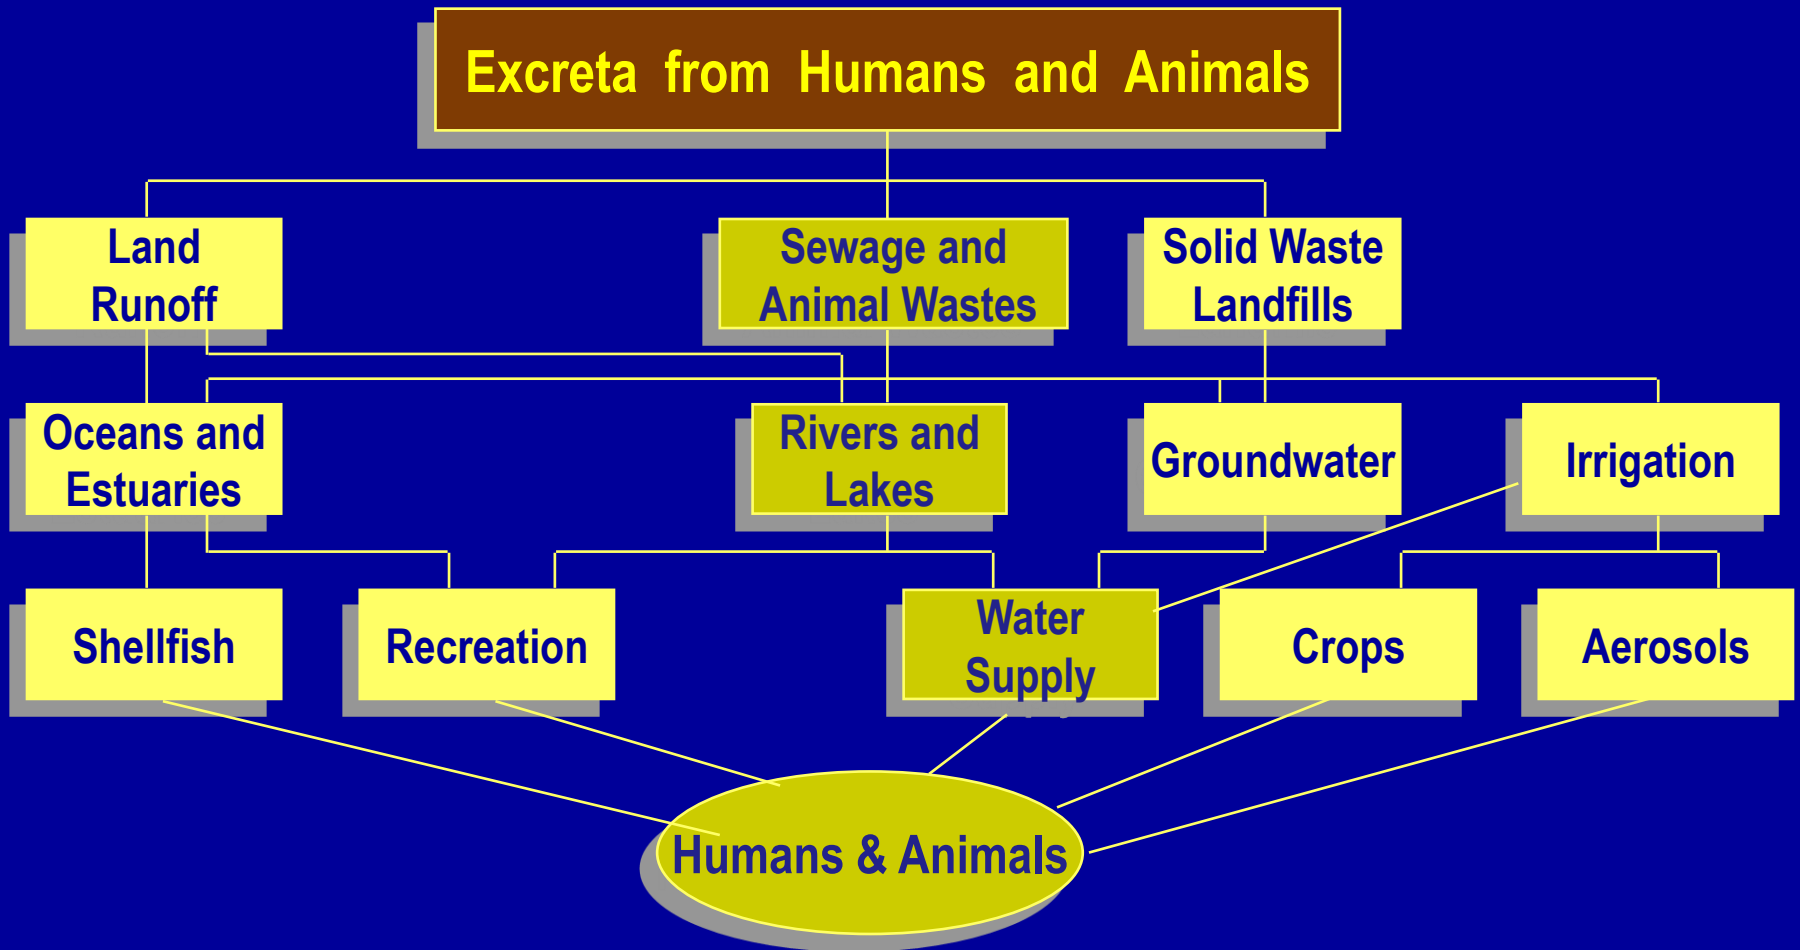 Excreta from Humans and Animals
Land
Runoff
Sewage and
Animal Wastes
Solid Waste
Landfills
Oceans and
Estuaries
Rivers and
Lakes
Groundwater
Irrigation
Shellfish
Recreation
Water
Supply
Crops
Aerosols
Humans & Animals